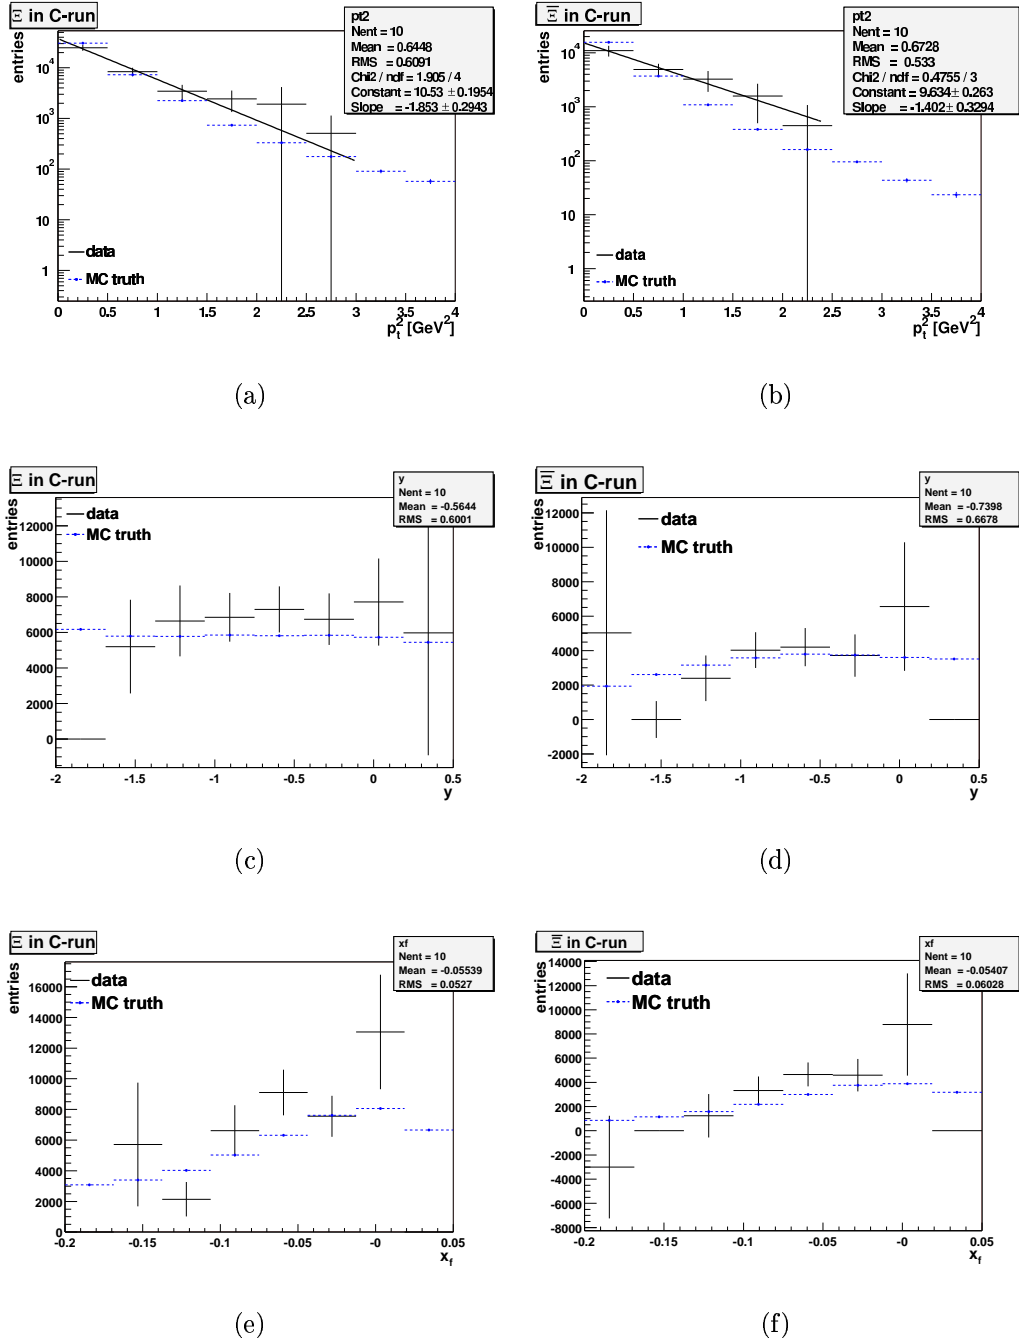 Ξ in C-run
pt2
Nent = 10
Mean = 0.6448
RMS = 0.6091
Chi2 / ndf = 1.905 / 4
Constant = 10.53 ± 0.1954
Slope = -1.853 ± 0.2943
entries
10^4
10^3
10^2
10
1
data
MC truth
0 0.5 1 1.5 2 2.5 3 3.5 4
p_t^2 [GeV^2]
(a)
Ξ̅ in C-run
pt2
Nent = 10
Mean = 0.6728
RMS = 0.533
Chi2 / ndf = 0.4755 / 3
Constant = 9.634 ± 0.263
Slope = -1.402 ± 0.3294
entries
10^4
10^3
10^2
10
1
data
MC truth
0 0.5 1 1.5 2 2.5 3 3.5 4
p_t^2 [GeV^2]
(b)
Ξ in C-run
y
Nent = 10
Mean = -0.5644
RMS = 0.6001
entries
data
MC truth
12000
10000
8000
6000
4000
2000
0
-2 -1.5 -1 -0.5 0 0.5
y
(c)
Ξ̅ in C-run
y
Nent = 10
Mean = -0.7398
RMS = 0.6678
entries
data
MC truth
12000
10000
8000
6000
4000
2000
0
-2000
-2 -1.5 -1 -0.5 0 0.5
y
(d)
Ξ in C-run
xf
Nent = 10
Mean = -0.05539
RMS = 0.0527
entries
data
MC truth
16000
14000
12000
10000
8000
6000
4000
2000
0
-0.2 -0.15 -0.1 -0.05 -0 0.05
x_f
(e)
Ξ̅ in C-run
xf
Nent = 10
Mean = -0.05407
RMS = 0.06028
entries
data
MC truth
14000
12000
10000
8000
6000
4000
2000
0
-2000
-4000
-6000
-8000
-0.2 -0.15 -0.1 -0.05 -0 0.05
x_f
(f)